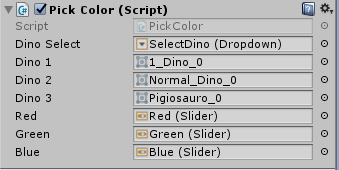 Pick Color (Script)
Script PickColor
Dino Select SelectDino (Dropdown)
Dino 1 1_Dino_0
Dino 2 Normal_Dino_0
Dino 3 Pigiosauro_0
Red Red (Slider)
Green Green (Slider)
Blue Blue (Slider)